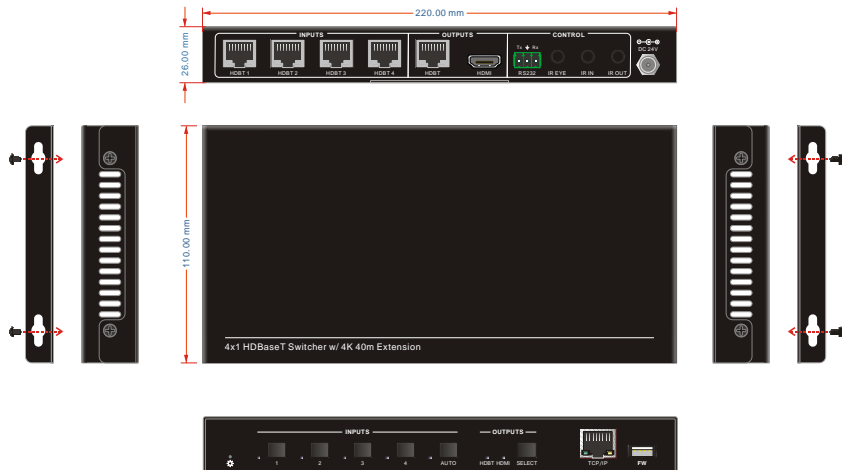 220.00 mm
26.00 mm
INPUTS
OUTPUTS
CONTROL
Tx Rx
DC 24V
HDBT 1 HDBT 2 HDBT 3 HDBT 4 HDBT HDMI RS232 IR EYE IR IN IR OUT
110.00 mm
4x1 HDBaseT Switcher w/ 4K 40m Extension
INPUTS
OUTPUTS
1 2 3 4 AUTO HDBT HDMI SELECT TCP/IP FW